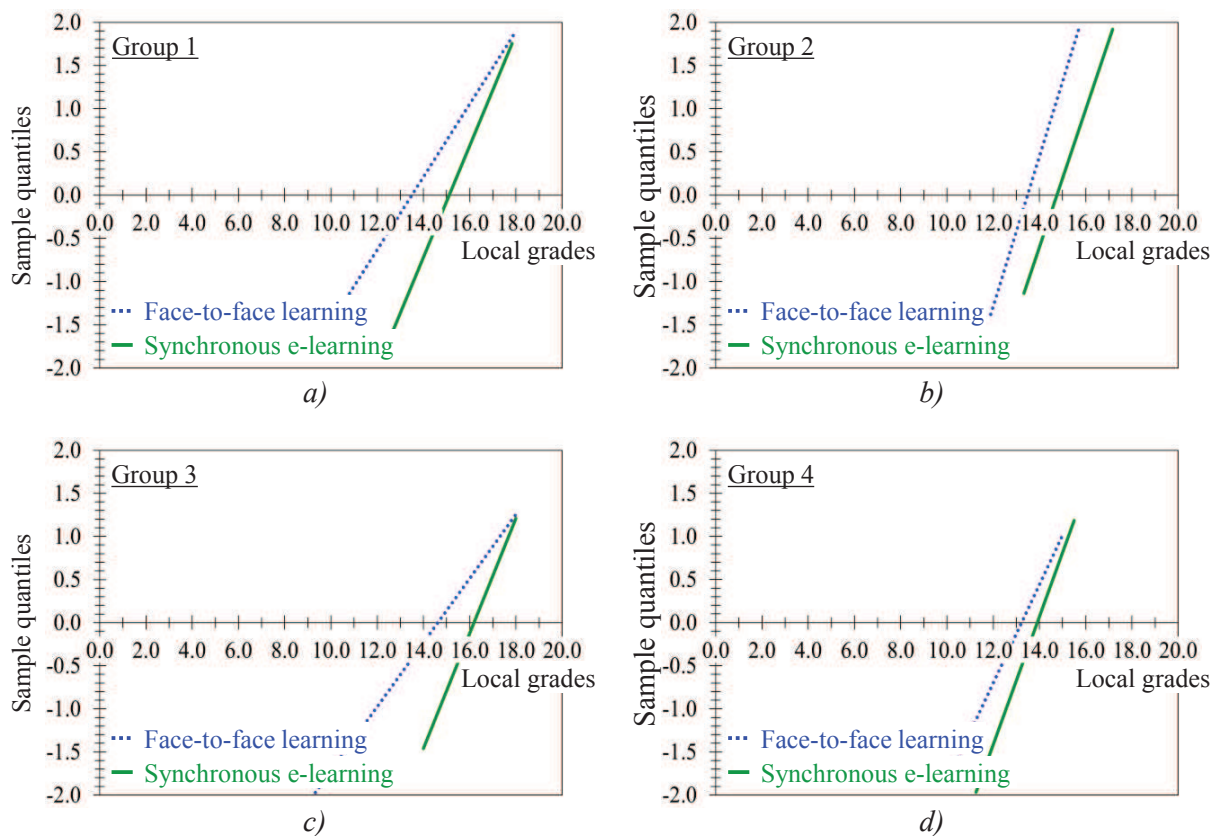 2.0
Group 1
1.5
1.0
0.5
0.0
0.0 2.0 4.0 6.0 8.0 10.0 12.0 14.0 16.0 18.0 20.0
-0.5
Local grades
-1.0
Face-to-face learning
-1.5
Synchronous e-learning
-2.0
Sample quantiles
a)
2.0
Group 2
1.5
1.0
0.5
0.0
0.0 2.0 4.0 6.0 8.0 10.0 12.0 14.0 16.0 18.0 20.0
-0.5
Local grades
-1.0
Face-to-face learning
-1.5
Synchronous e-learning
-2.0
Sample quantiles
b)
2.0
Group 3
1.5
1.0
0.5
0.0
0.0 2.0 4.0 6.0 8.0 10.0 12.0 14.0 16.0 18.0 20.0
-0.5
Local grades
-1.0
Face-to-face learning
-1.5
Synchronous e-learning
-2.0
Sample quantiles
c)
2.0
Group 4
1.5
1.0
0.5
0.0
0.0 2.0 4.0 6.0 8.0 10.0 12.0 14.0 16.0 18.0 20.0
-0.5
Local grades
-1.0
Face-to-face learning
-1.5
Synchronous e-learning
-2.0
Sample quantiles
d)